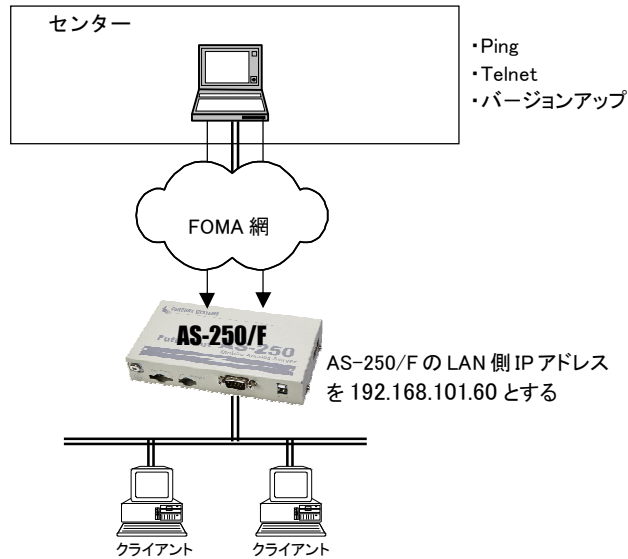 センター
・Ping
・Telnet
・バージョンアップ
FOMA 網
AS-250/F
AS-250/F の LAN 側 IP アドレス
を 192.168.101.60 とする
クライアント
クライアント